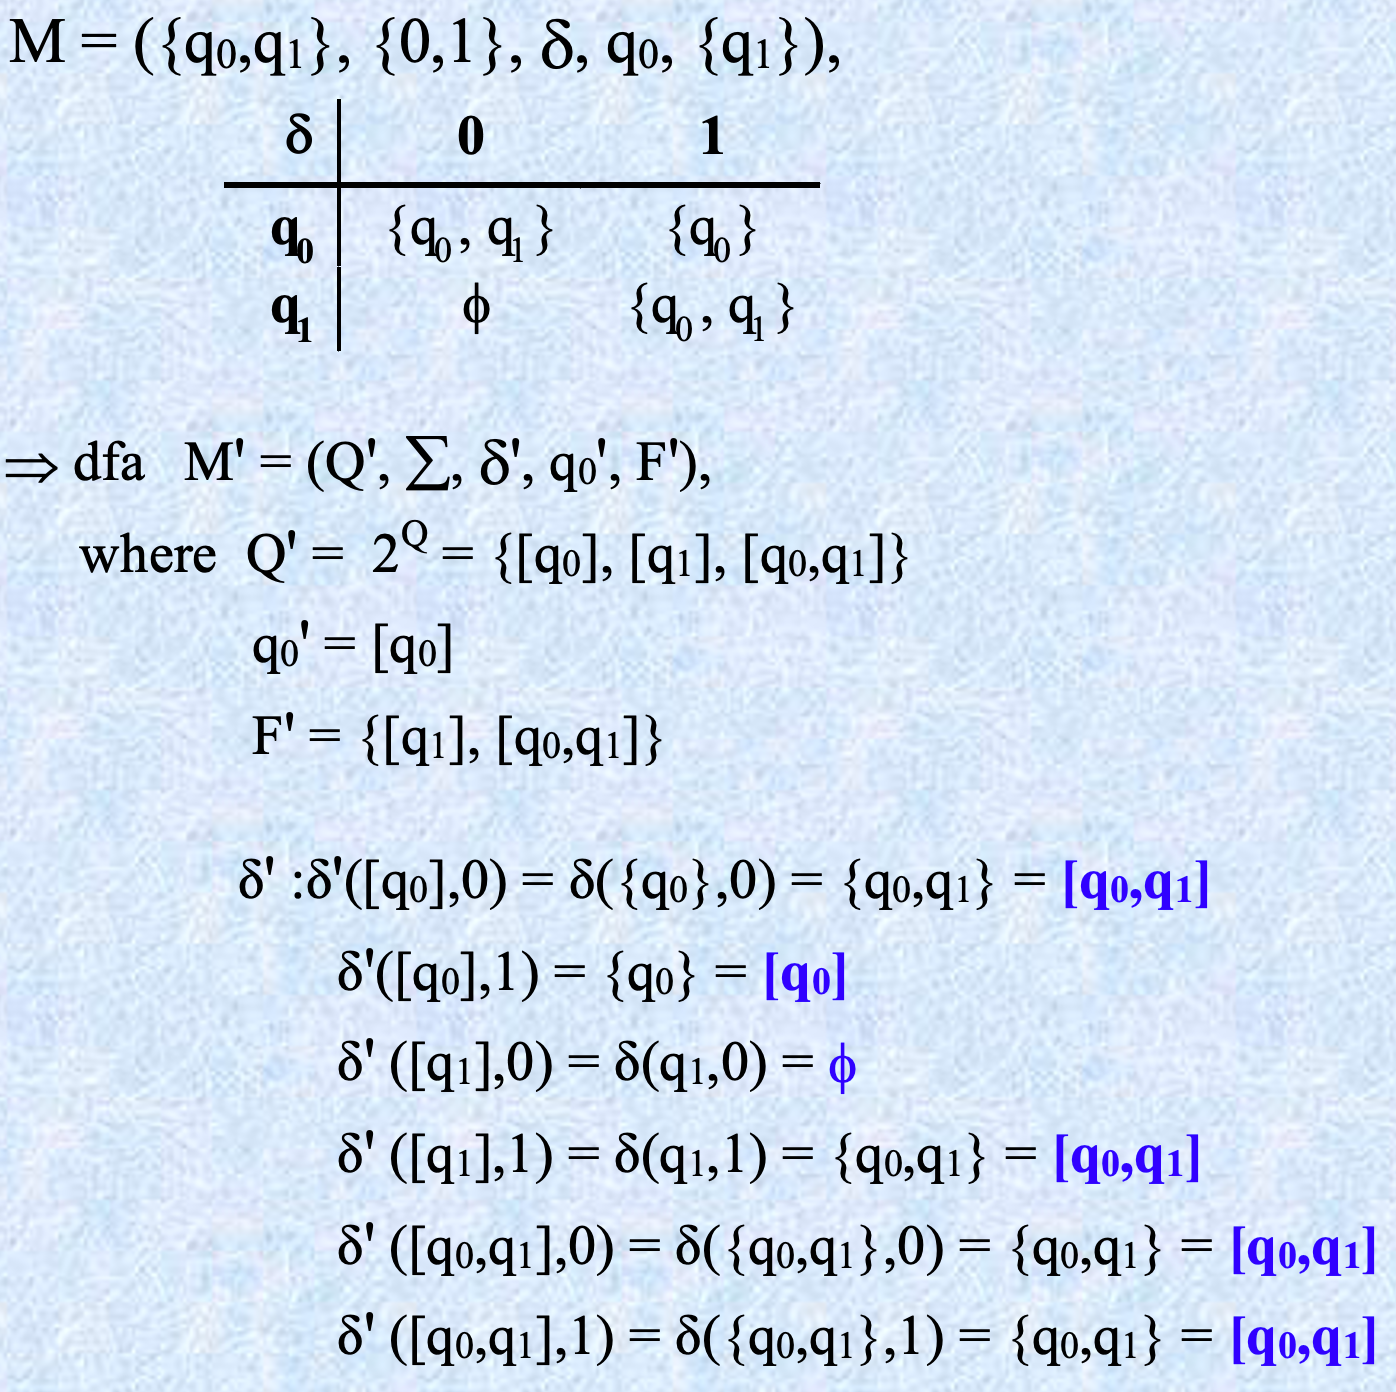 M = ({q₀,q₁}, {0,1}, δ, q₀, {q₁}),
δ 0 1
q₀ {q₀, q₁} {q₀}
q₁ ϕ {q₀, q₁}
⇒ dfa M' = (Q', ∑, δ', q₀', F'),
where Q' = 2^Q = {[q₀], [q₁], [q₀,q₁]}
q₀' = [q₀]
F' = {[q₁], [q₀,q₁]}
δ' :δ'([q₀],0) = δ({q₀},0) = {q₀,q₁} = [q₀,q₁]
δ'([q₀],1) = {q₀} = [q₀]
δ' ([q₁],0) = δ(q₁,0) = ϕ
δ' ([q₁],1) = δ(q₁,1) = {q₀,q₁} = [q₀,q₁]
δ' ([q₀,q₁],0) = δ({q₀,q₁},0) = {q₀,q₁} = [q₀,q₁]
δ' ([q₀,q₁],1) = δ({q₀,q₁},1) = {q₀,q₁} = [q₀,q₁]